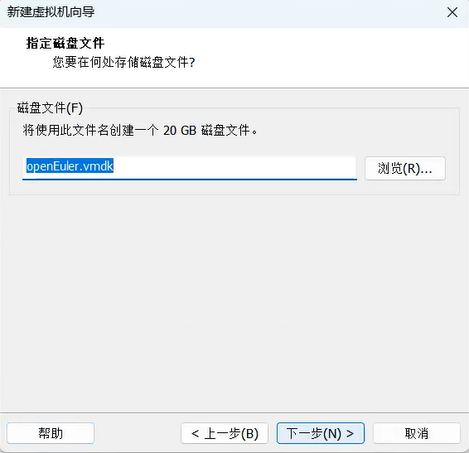 新建虚拟机向导
指定磁盘文件
您要在何处存储磁盘文件?
磁盘文件(F)
将使用此文件名创建一个 20 GB 磁盘文件。
openEuler.vmdk
浏览(R)...
帮助
< 上一步(B)
下一步(N) >
取消